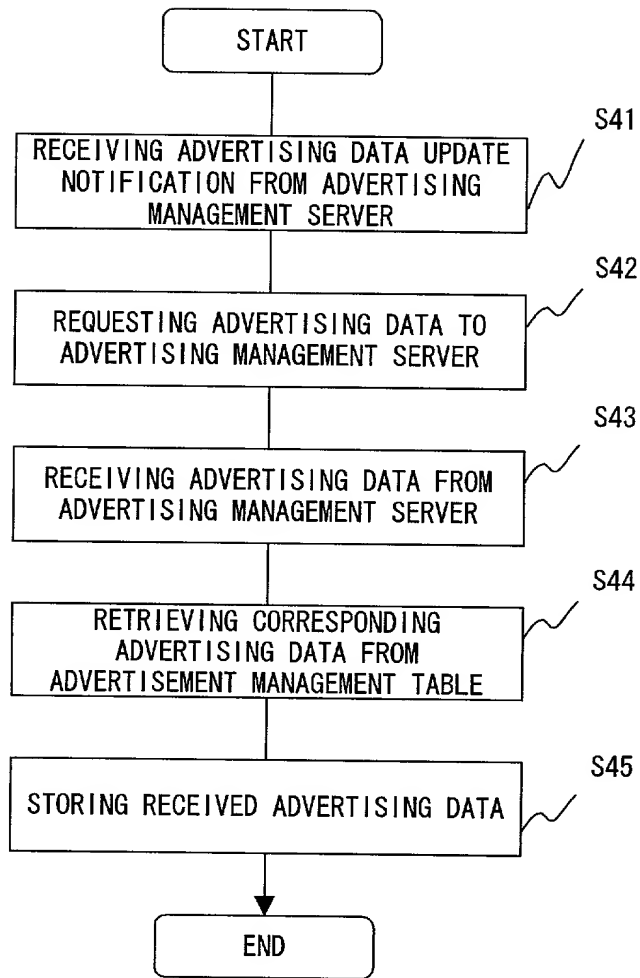 START
S41
RECEIVING ADVERTISING DATA UPDATE
NOTIFICATION FROM ADVERTISING
MANAGEMENT SERVER
S42
REQUESTING ADVERTISING DATA TO
ADVERTISING MANAGEMENT SERVER
S43
RECEIVING ADVERTISING DATA FROM
ADVERTISING MANAGEMENT SERVER
S44
RETRIEVING CORRESPONDING
ADVERTISING DATA FROM
ADVERTISEMENT MANAGEMENT TABLE
S45
STORING RECEIVED ADVERTISING DATA
END